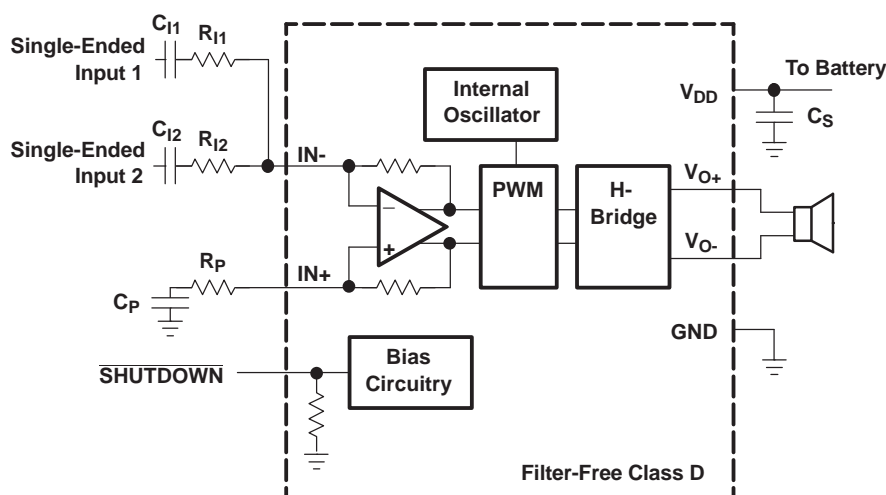 C_I1
R_I1
Single-Ended
Input 1
C_I2
R_I2
Single-Ended
Input 2
IN-
Internal
Oscillator
V_DD
To Battery
C_S
PWM
H-
Bridge
V_O+
V_O-
−
+
R_P
IN+
C_P
GND
SHUTDOWN
Bias
Circuitry
Filter-Free Class D